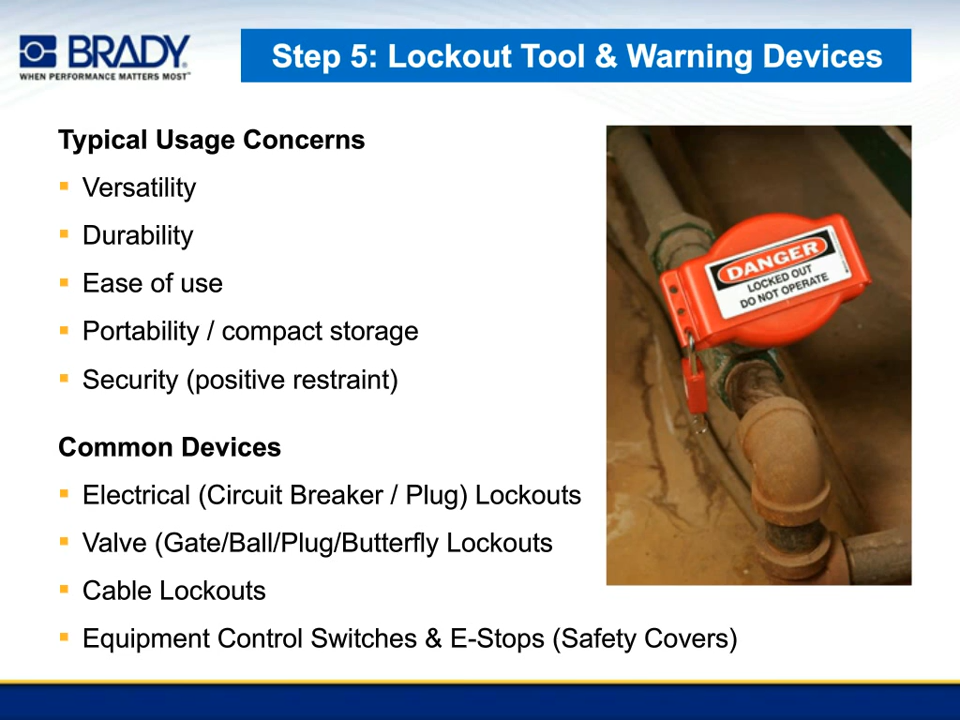 BRADY
WHEN PERFORMANCE MATTERS MOST™
Step 5: Lockout Tool & Warning Devices
Typical Usage Concerns
Versatility
Durability
Ease of use
Portability / compact storage
Security (positive restraint)
DANGER
LOCKED OUT
DO NOT OPERATE
Common Devices
Electrical (Circuit Breaker / Plug) Lockouts
Valve (Gate/Ball/Plug/Butterfly Lockouts
Cable Lockouts
Equipment Control Switches & E-Stops (Safety Covers)